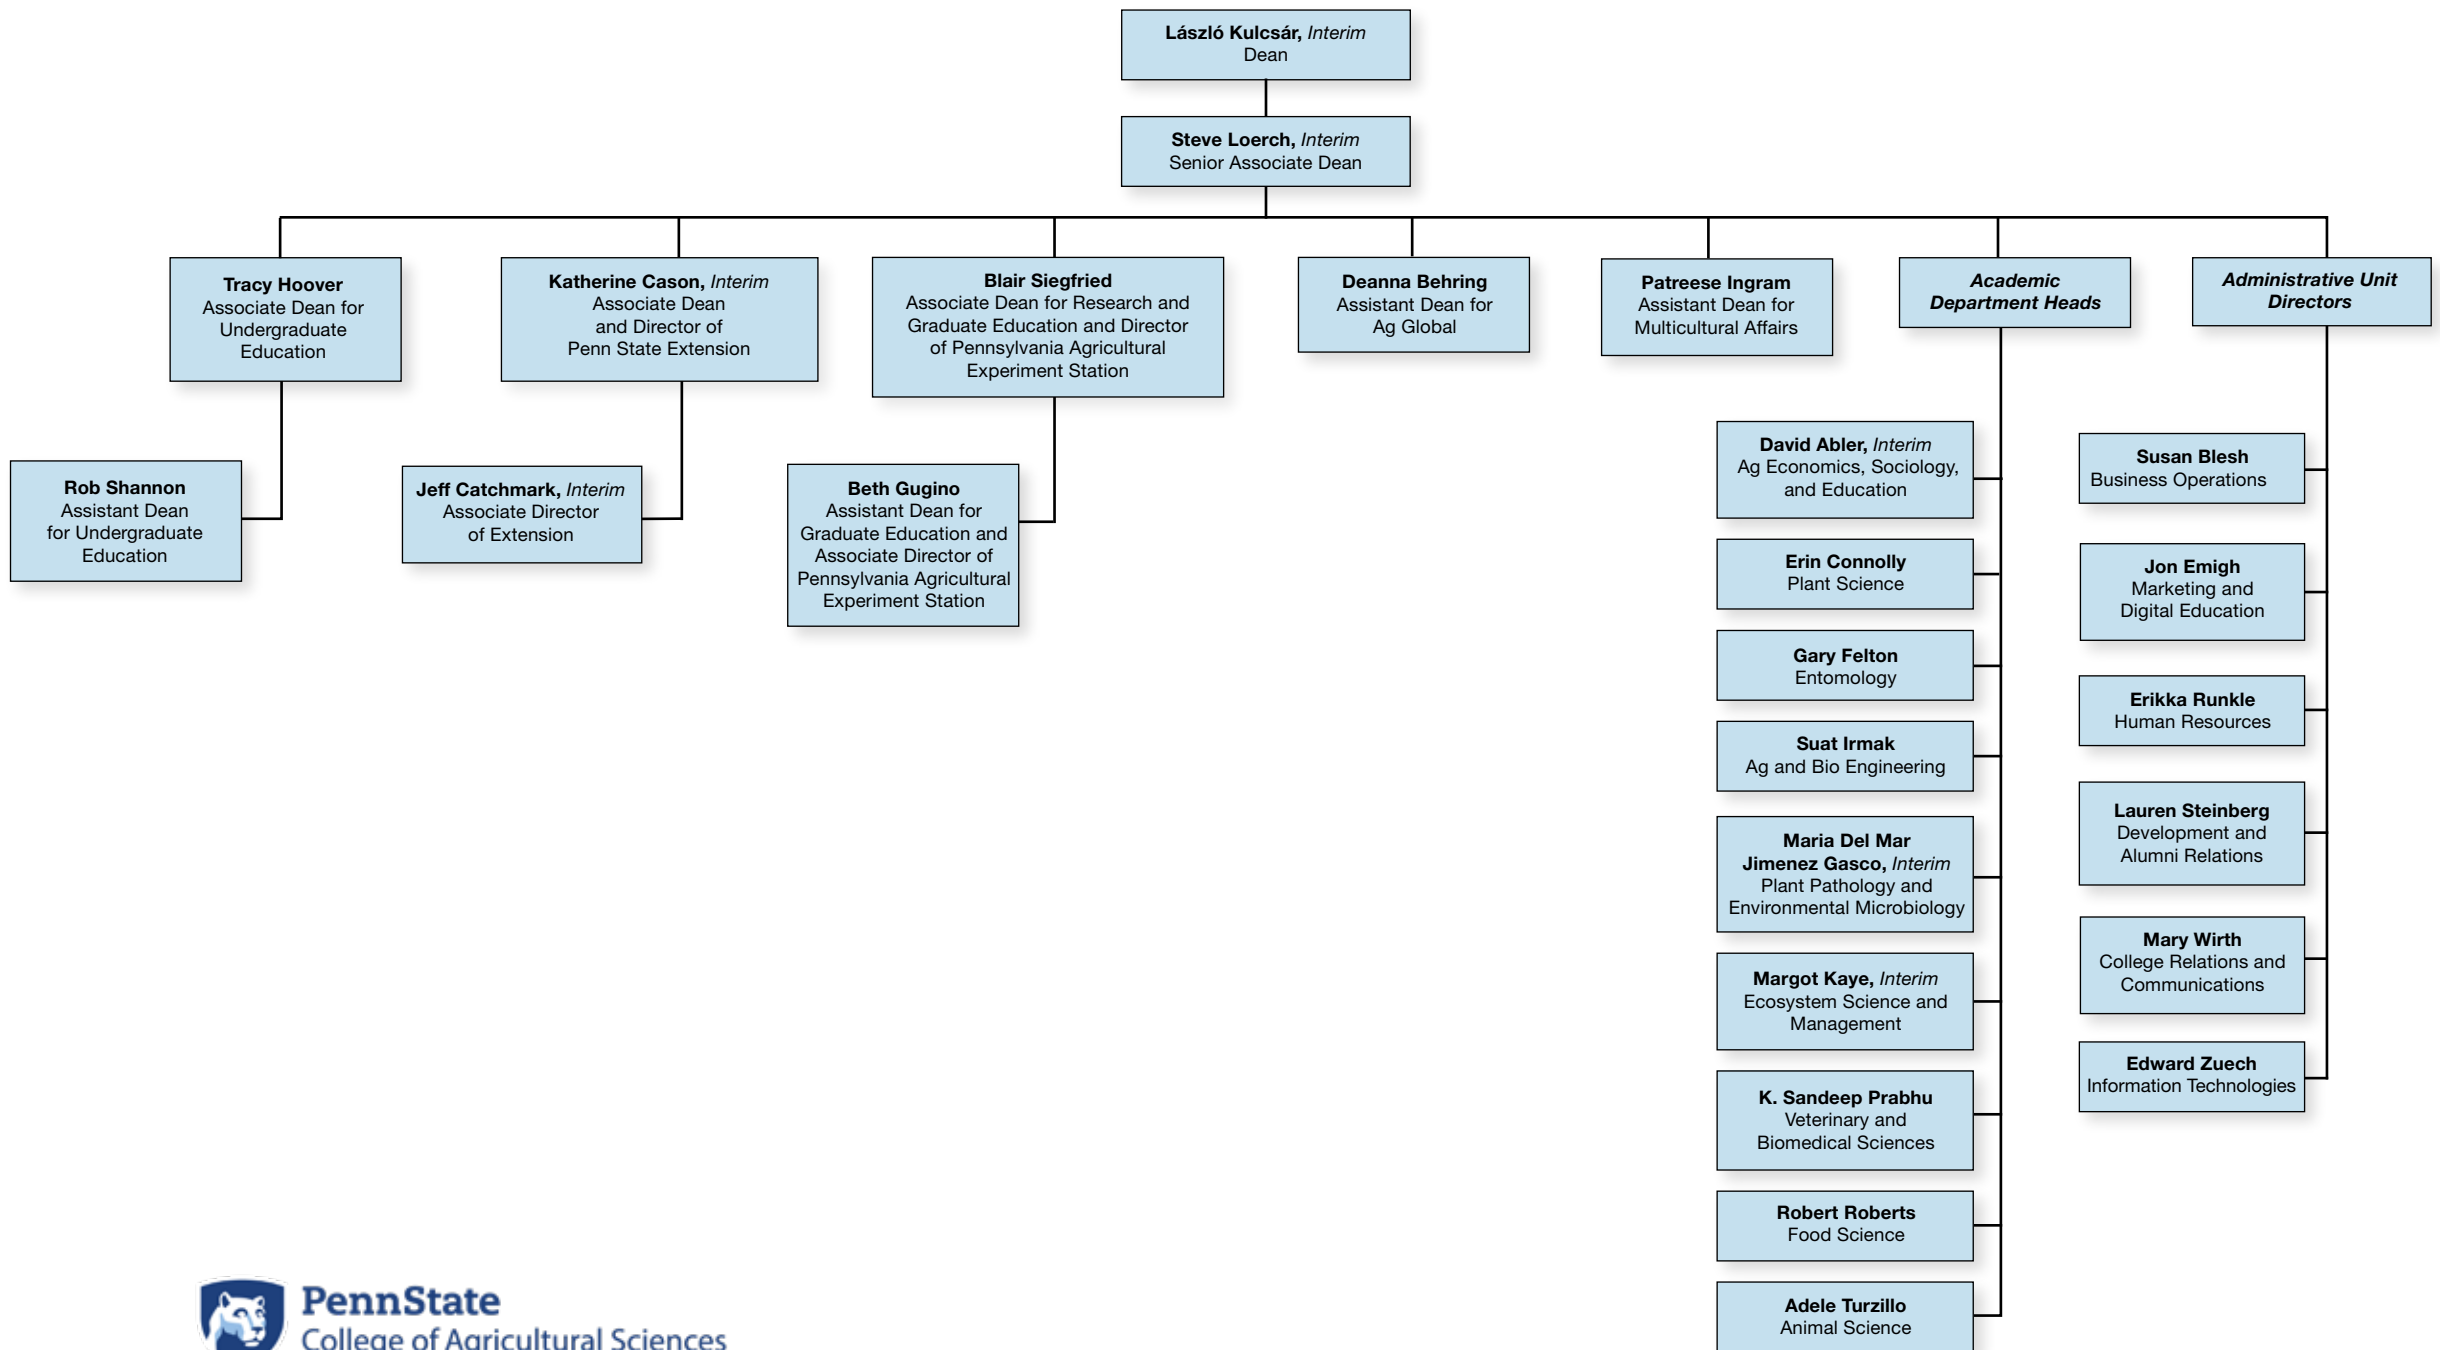 László Kulcsár, Interim
Dean
Steve Loerch, Interim
Senior Associate Dean
Tracy Hoover
Associate Dean for
Undergraduate
Education
Katherine Cason, Interim
Associate Dean
and Director of
Penn State Extension
Blair Siegfried
Associate Dean for Research and
Graduate Education and Director
of Pennsylvania Agricultural
Experiment Station
Deanna Behring
Assistant Dean for
Ag Global
Patreese Ingram
Assistant Dean for
Multicultural Affairs
Academic
Department Heads
Administrative Unit
Directors
Rob Shannon
Assistant Dean
for Undergraduate
Education
Jeff Catchmark, Interim
Associate Director
of Extension
Beth Gugino
Assistant Dean for
Graduate Education and
Associate Director of
Pennsylvania Agricultural
Experiment Station
David Abler, Interim
Ag Economics, Sociology,
and Education
Erin Connolly
Plant Science
Gary Felton
Entomology
Suat Irmak
Ag and Bio Engineering
Maria Del Mar
Jimenez Gasco, Interim
Plant Pathology and
Environmental Microbiology
Margot Kaye, Interim
Ecosystem Science and
Management
K. Sandeep Prabhu
Veterinary and
Biomedical Sciences
Robert Roberts
Food Science
Adele Turzillo
Animal Science
Susan Blesh
Business Operations
Jon Emigh
Marketing and
Digital Education
Erikka Runkle
Human Resources
Lauren Steinberg
Development and
Alumni Relations
Mary Wirth
College Relations and
Communications
Edward Zuech
Information Technologies
PennState
College of Agricultural Sciences